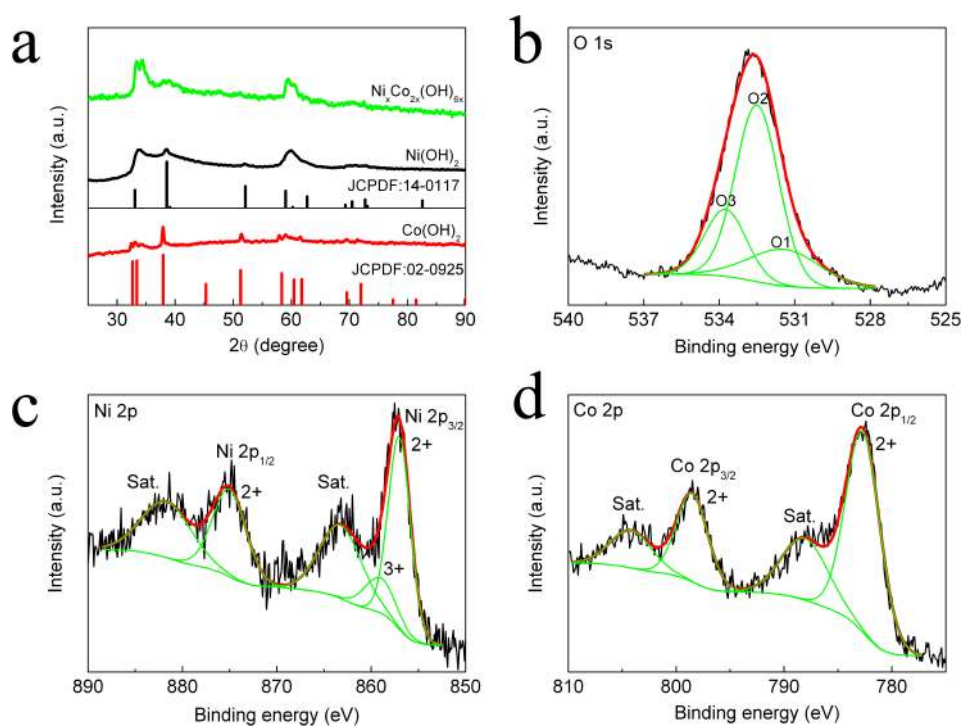 a
Intensity (a.u.)
NiₓCo₂ₓ(OH)₆ₓ
Ni(OH)₂
JCPDF:14-0117
Co(OH)₂
JCPDF:02-0925
30 40 50 60 70 80 90
2θ (degree)
b
O 1s
Intensity (a.u.)
O2
O3
O1
540 537 534 531 528 525
Binding energy (eV)
c
Ni 2p
Intensity (a.u.)
Sat.
Ni 2p₁/₂
2+
Sat.
Ni 2p₃/₂
2+
3+
890 880 870 860 850
Binding energy (eV)
d
Co 2p
Intensity (a.u.)
Sat.
Co 2p₃/₂
2+
Sat.
Co 2p₁/₂
2+
810 800 790 780
Binding energy (eV)